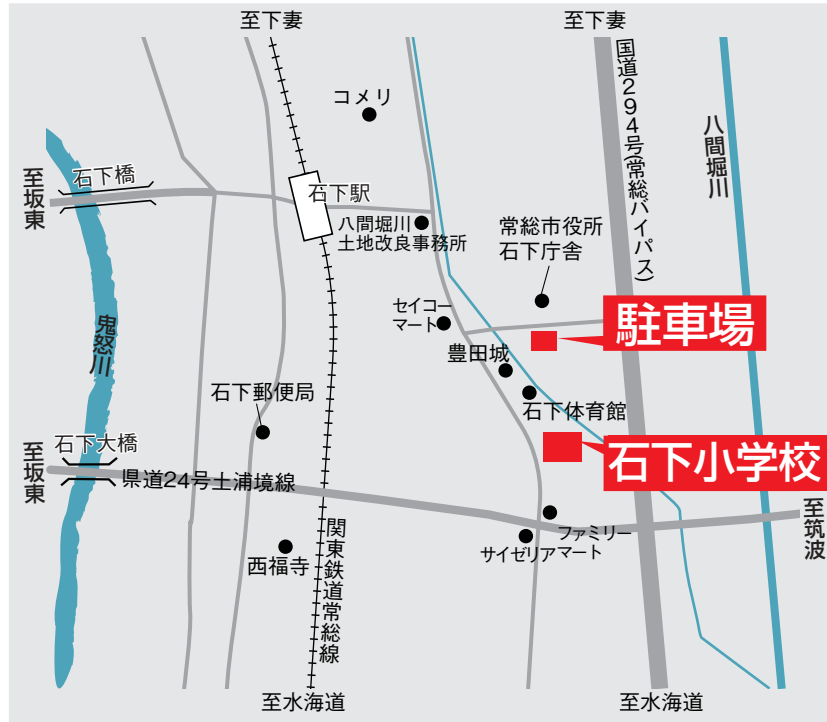 至下妻
至下妻
コメリ
国道294号(常総バイパス)
八間堀川
石下橋
至坂東
石下駅
八間堀川
土地改良事務所
常総市役所
石下庁舎
セイコー
マート
駐車場
鬼怒川
豊田城
石下郵便局
石下体育館
石下大橋
石下小学校
至坂東
県道24号土浦境線
至筑波
ファミリー
マート
サイゼリア
西福寺
関東鉄道常総線
至水海道
至水海道